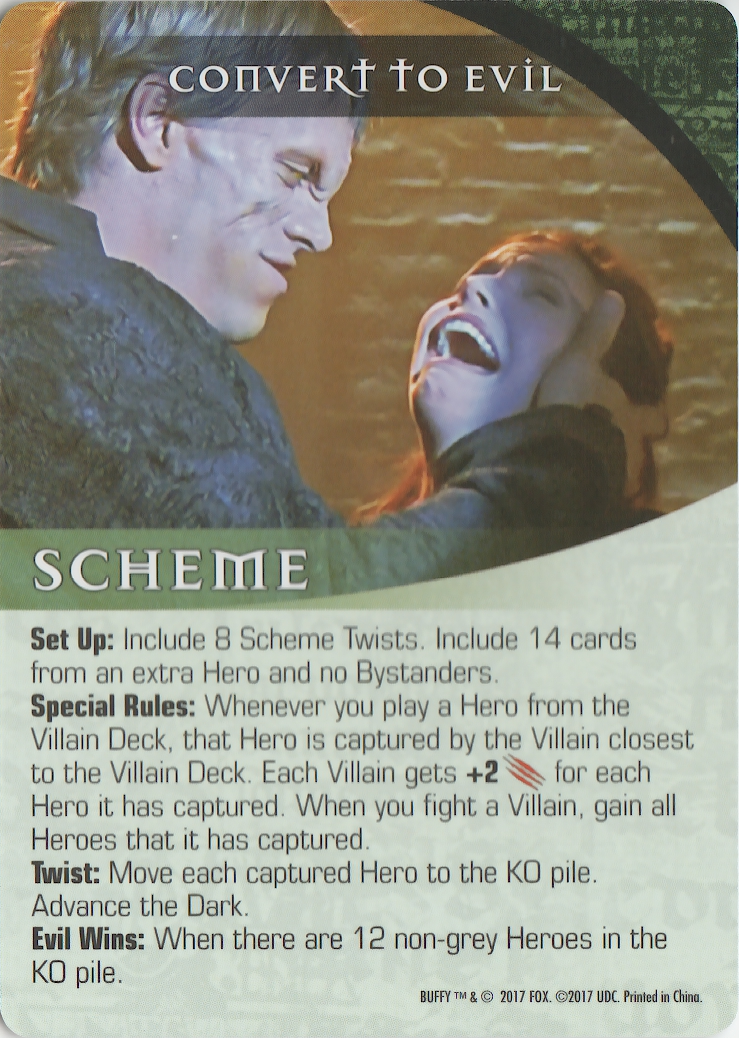 CONVERT TO EVIL
SCHEME
Set Up: Include 8 Scheme Twists. Include 14 cards
from an extra Hero and no Bystanders.
Special Rules: Whenever you play a Hero from the
Villain Deck, that Hero is captured by the Villain closest
to the Villain Deck. Each Villain gets +2 for each
Hero it has captured. When you fight a Villain, gain all
Heroes that it has captured.
Twist: Move each captured Hero to the KO pile.
Advance the Dark.
Evil Wins: When there are 12 non-grey Heroes in the
KO pile.
BUFFY ™ & © 2017 FOX. ©2017 UDC. Printed in China.